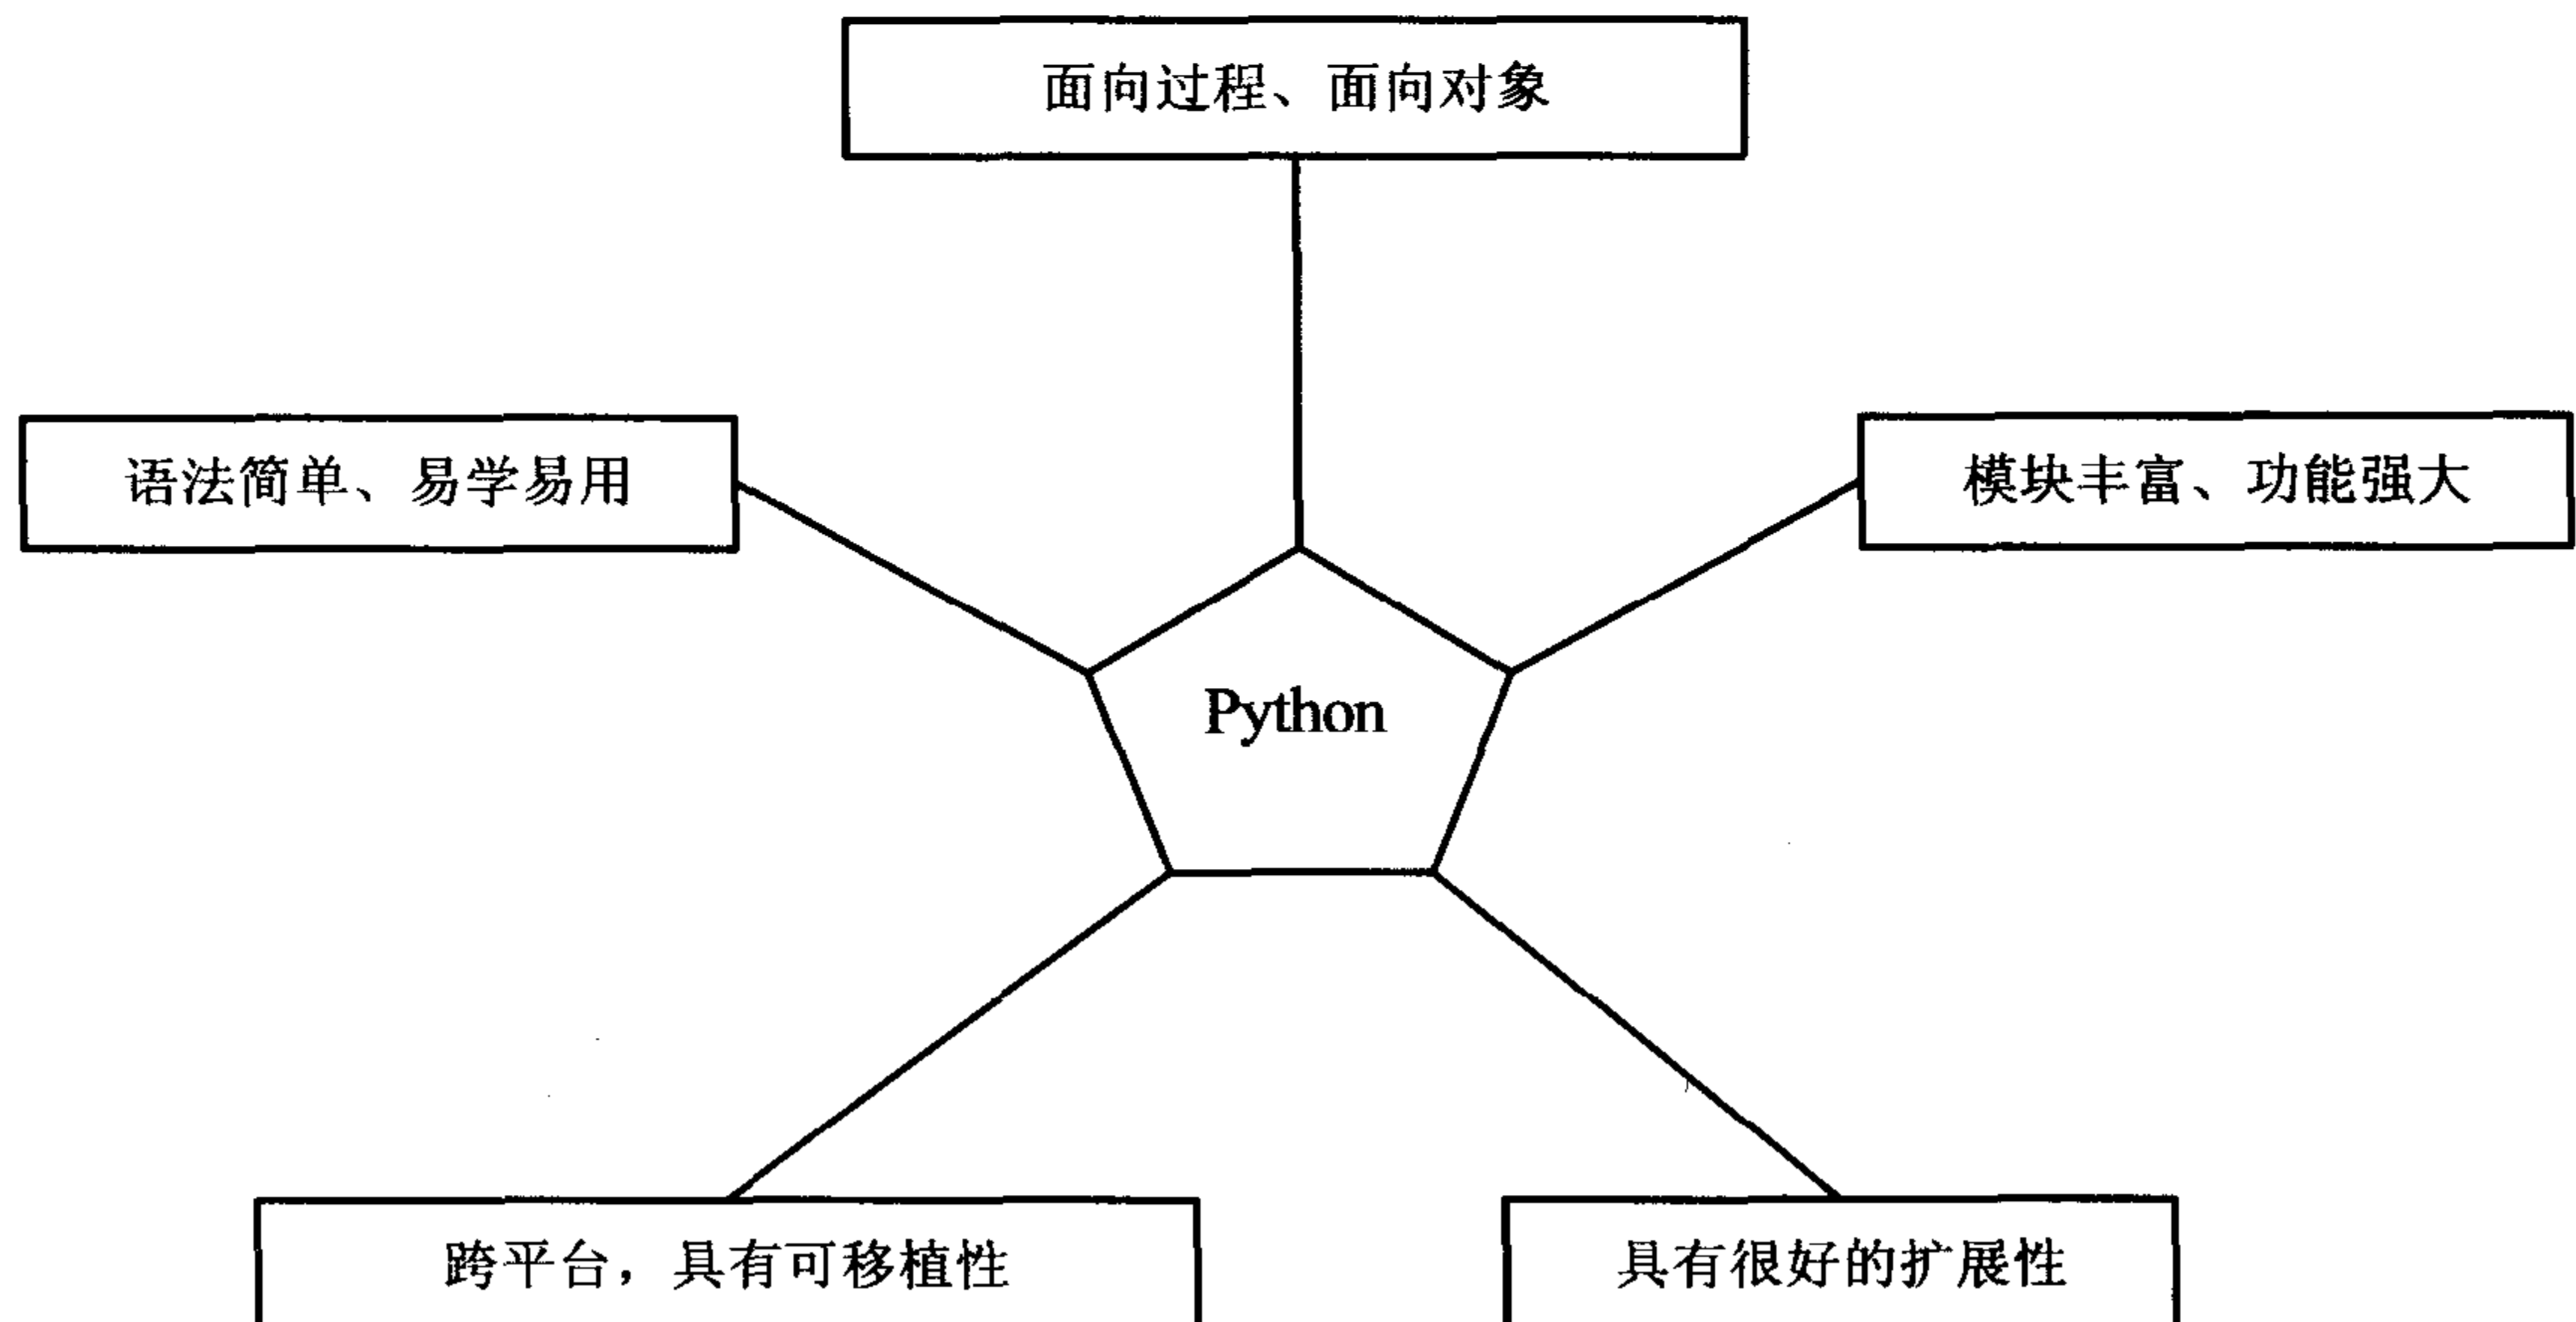 面向过程、面向对象
语法简单、易学易用
模块丰富、功能强大
Python
跨平台，具有可移植性
具有很好的扩展性